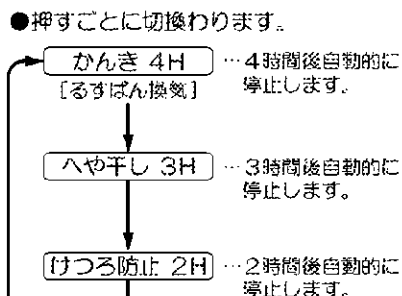 ●押すごとに切換わります。
かんき 4H …4時間後自動的に
[るすばん換気] 停止します。
へや干し 3H …3時間後自動的に
停止します。
けつろ防止 2H …2時間後自動的に
停止します。